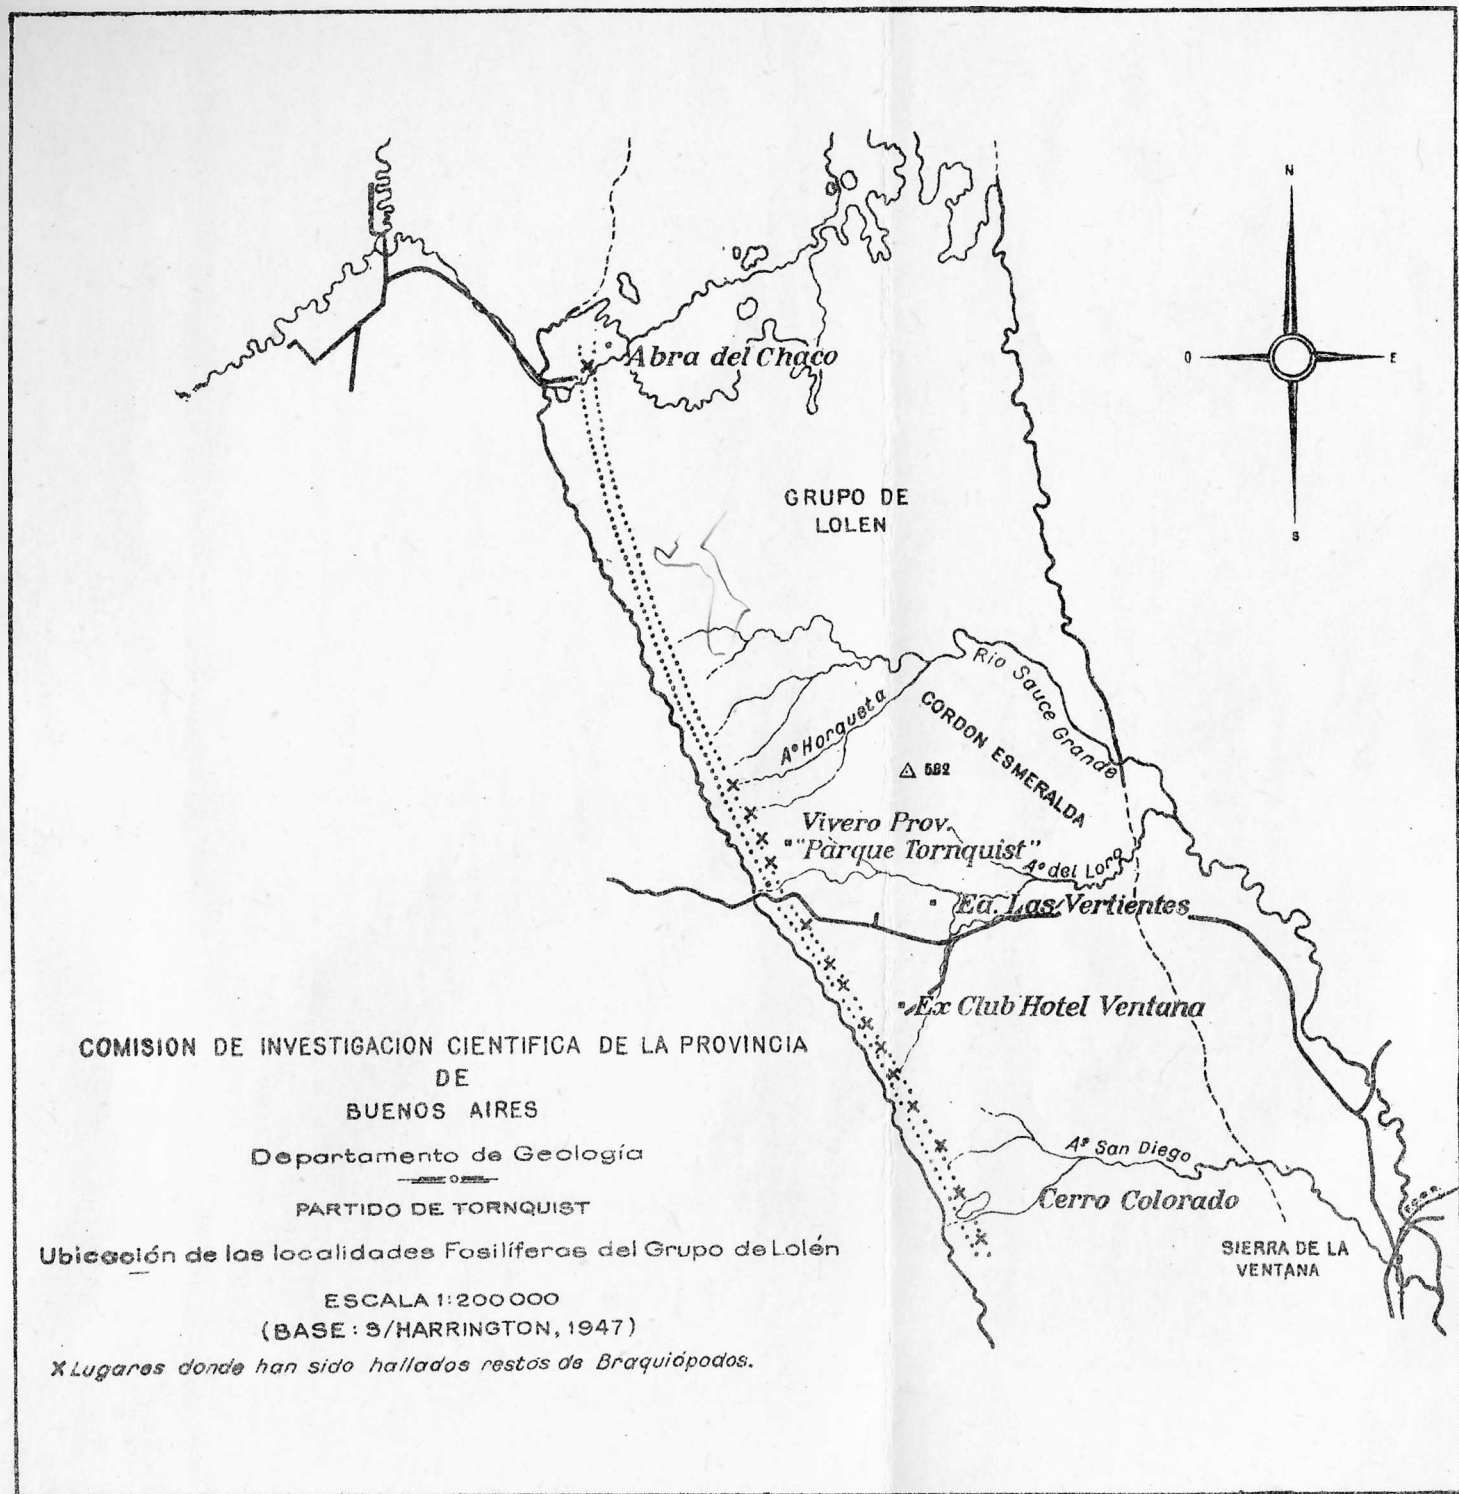 N
O
E
S
Abra del Chaco
GRUPO DE
LOLEN
Rio Sauce Grande
CORDON ESMERALDA
Aº Horqueta
582
Vivero Prov.
"Parque Tornquist"
Aº del Loro
Ea. Las Vertientes
Ex Club Hotel Ventana
Aº San Diego
Cerro Colorado
SIERRA DE LA
VENTANA
COMISION DE INVESTIGACION CIENTIFICA DE LA PROVINCIA
DE
BUENOS AIRES
Departamento de Geología
PARTIDO DE TORNQUIST
Ubicación de las localidades Fosilíferas del Grupo de Lolén
ESCALA 1:200000
(BASE: S/HARRINGTON, 1947)
X Lugares donde han sido hallados restos de Braquiópodos.